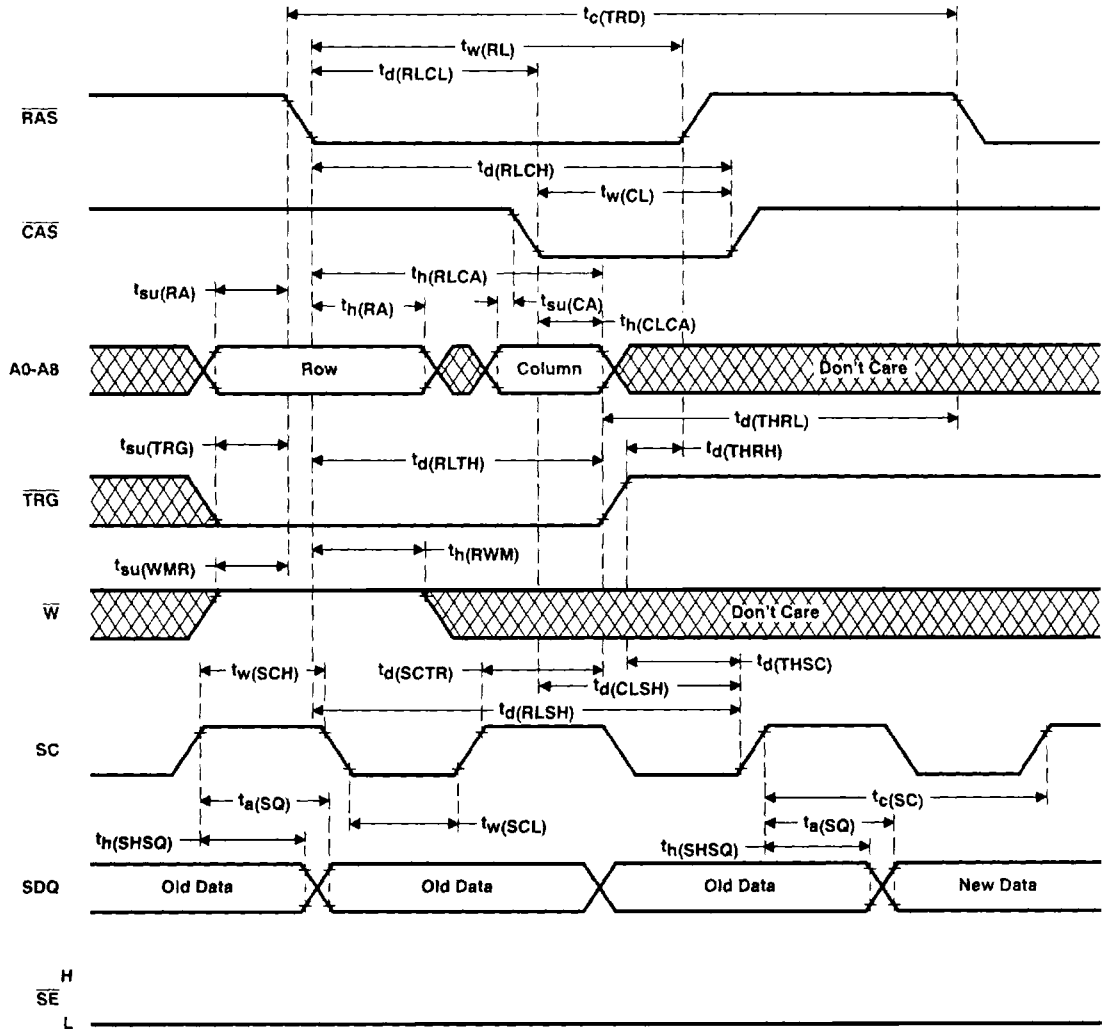 tc(TRD)
tw(RL)
td(RLCL)
RAS
td(RLCH)
tw(CL)
CAS
th(RLCA)
tsu(RA)
th(RA)
tsu(CA)
th(CLCA)
A0-A8
Row
Column
Don't Care
td(THRL)
tsu(TRG)
td(RLTH)
td(THRH)
TRG
tsu(WMR)
th(RWM)
W
Don't Care
tw(SCH)
td(SCTR)
td(THSC)
td(CLSH)
td(RLSH)
SC
ta(SQ)
tc(SC)
tw(SCL)
ta(SQ)
th(SHSQ)
th(SHSQ)
SDQ
Old Data
Old Data
Old Data
New Data
H
SE
L